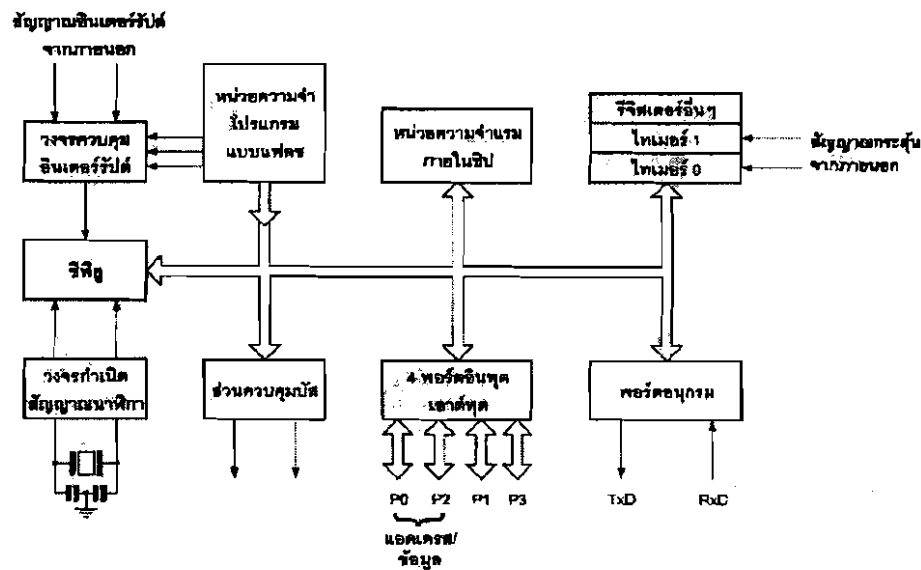 สัญญาณอินเตอร์รัปต์
จากภายนอก
วงจรควบคุม
อินเตอร์รัปต์
หน่วยความจำ
โปรแกรม
แบบแฟลช
หน่วยความจำแรม
ภายในชิป
รีจิสเตอร์อื่นๆ
ไทเมอร์ 1
ไทเมอร์ 0
สัญญาณกระตุ้น
จากภายนอก
ซีพียู
วงจรกำเนิด
สัญญาณนาฬิกา
ส่วนควบคุมบัส
4 พอร์ตอินพุต
เอาต์พุต
พอร์ตอนุกรม
P0 P2 P1 P3
TxD RxD
แอดเดรส/
ข้อมูล